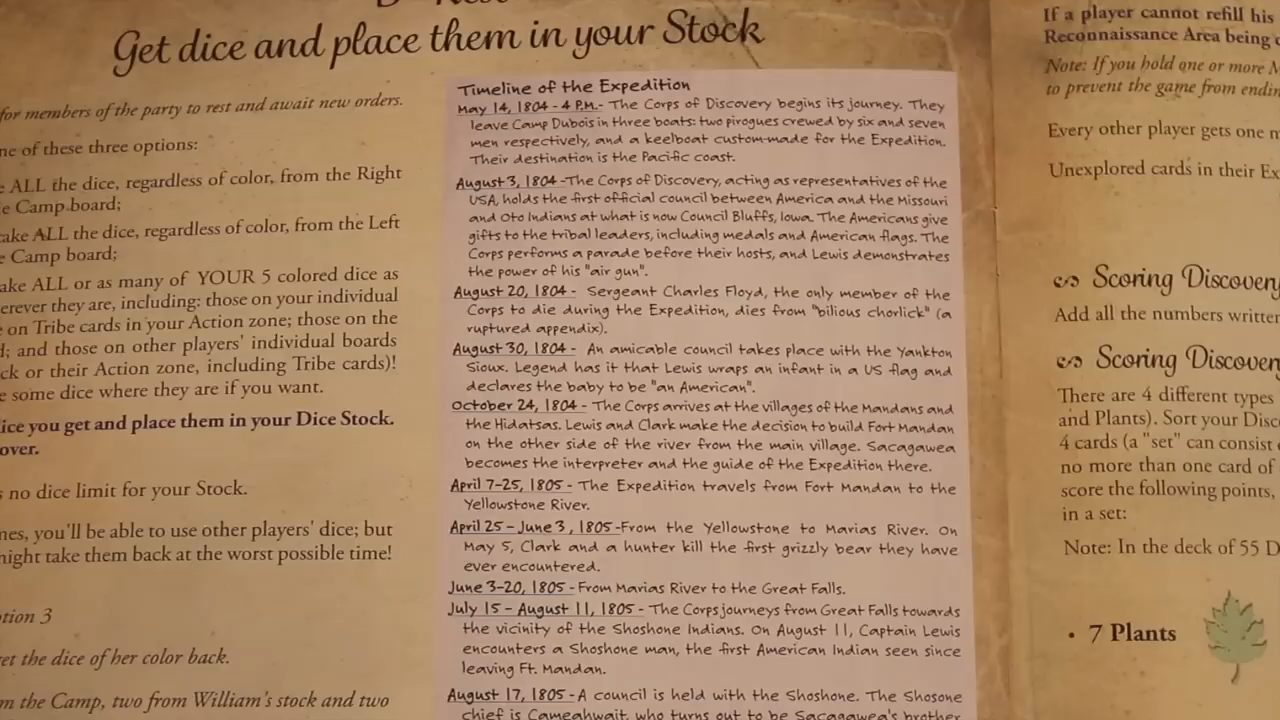 Get dice and place them in your Stock
for members of the party to rest and await new orders.
ne of these three options:
ALL the dice, regardless of color, from the Right
e Camp board;
ake ALL the dice, regardless of color, from the Left
e Camp board;
ake ALL or as many of YOUR 5 colored dice as
erever they are, including: those on your individual
on Tribe cards in your Action zone; those on the
d; and those on other players' individual boards
ck or their Action zone, including Tribe cards)!
e some dice where they are if you want.
ice you get and place them in your Dice Stock.
over.
s no dice limit for your Stock.
mes, you'll be able to use other players' dice; but
might take them back at the worst possible time!
tion 3
et the dice of her color back.
m the Camp, two from William's stock and two
Timeline of the Expedition
May 14, 1804 - 4 P.M.- The Corps of Discovery begins its journey. They
leave Camp Dubois in three boats: two pirogues crewed by six and seven
men respectively, and a keelboat custom-made for the Expedition.
Their destination is the Pacific coast.
August 3, 1804 -The Corps of Discovery, acting as representatives of the
USA, holds the first official council between America and the Missouri
and Oto Indians at what is now Council Bluffs, Iowa. The Americans give
gifts to the tribal leaders, including medals and American flags. The
Corps performs a parade before their hosts, and Lewis demonstrates
the power of his "air gun".
August 20, 1804 - Sergeant Charles Floyd, the only member of the
Corps to die during the Expedition, dies from "bilious chorlick" (a
ruptured appendix).
August 30, 1804 - An amicable council takes place with the Yankton
Sioux. Legend has it that Lewis wraps an infant in a US flag and
declares the baby to be "an American".
October 24, 1804 - The Corps arrives at the villages of the Mandans and
the Hidatsas. Lewis and Clark make the decision to build Fort Mandan
on the other side of the river from the main village. Sacagawea
becomes the interpreter and the guide of the Expedition there.
April 7-25, 1805 - The Expedition travels from Fort Mandan to the
Yellowstone River.
April 25 - June 3, 1805 -From the Yellowstone to Marias River. On
May 5, Clark and a hunter kill the first grizzly bear they have
ever encountered.
June 3-20, 1805 - From Marias River to the Great Falls.
July 15 - August 11, 1805 - The Corps journeys from Great Falls towards
the vicinity of the Shoshone Indians. On August 11, Captain Lewis
encounters a Shoshone man, the first American Indian seen since
leaving Ft. Mandan.
August 17, 1805 - A council is held with the Shoshone. The Shosone
chief is Cameahwait, who turns out to be Sacagawea's brother
If a player cannot refill his
Reconnaissance Area being
Note: If you hold one or more
to prevent the game from endin
Every other player gets one
Unexplored cards in their Ex
Scoring Discovery
Add all the numbers written
Scoring Discovery
There are 4 different types
and Plants). Sort your Disc
4 cards (a "set" can consist
no more than one card of
score the following points,
in a set:
Note: In the deck of 55 D
• 7 Plants